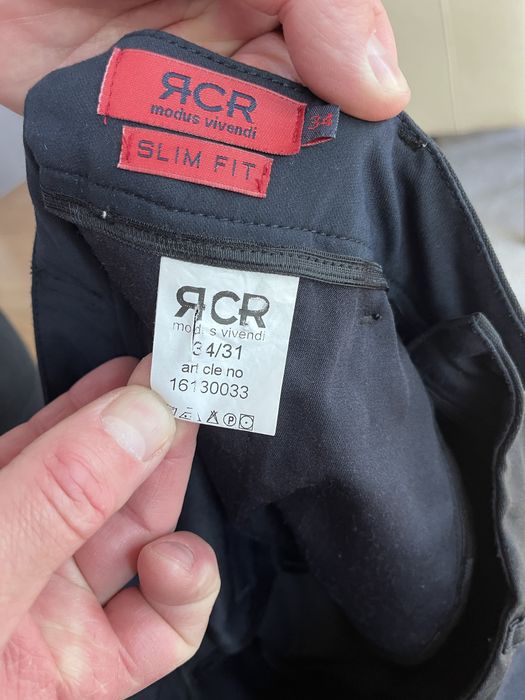 ЯCR
modus vivendi
34
SLIM FIT
ЯCR
modus vivendi
34/31
article no
16130033
P